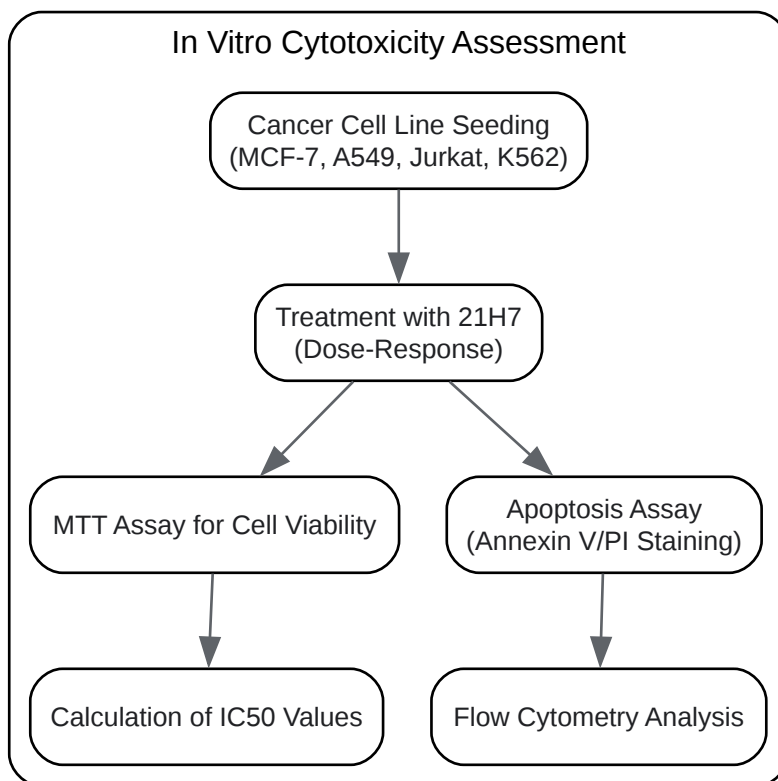 In Vitro Cytotoxicity Assessment
Cancer Cell Line Seeding
(MCF-7, A549, Jurkat, K562)
Treatment with 21H7
(Dose-Response)
MTT Assay for Cell Viability
Apoptosis Assay
(Annexin V/PI Staining)
Calculation of IC50 Values
Flow Cytometry Analysis